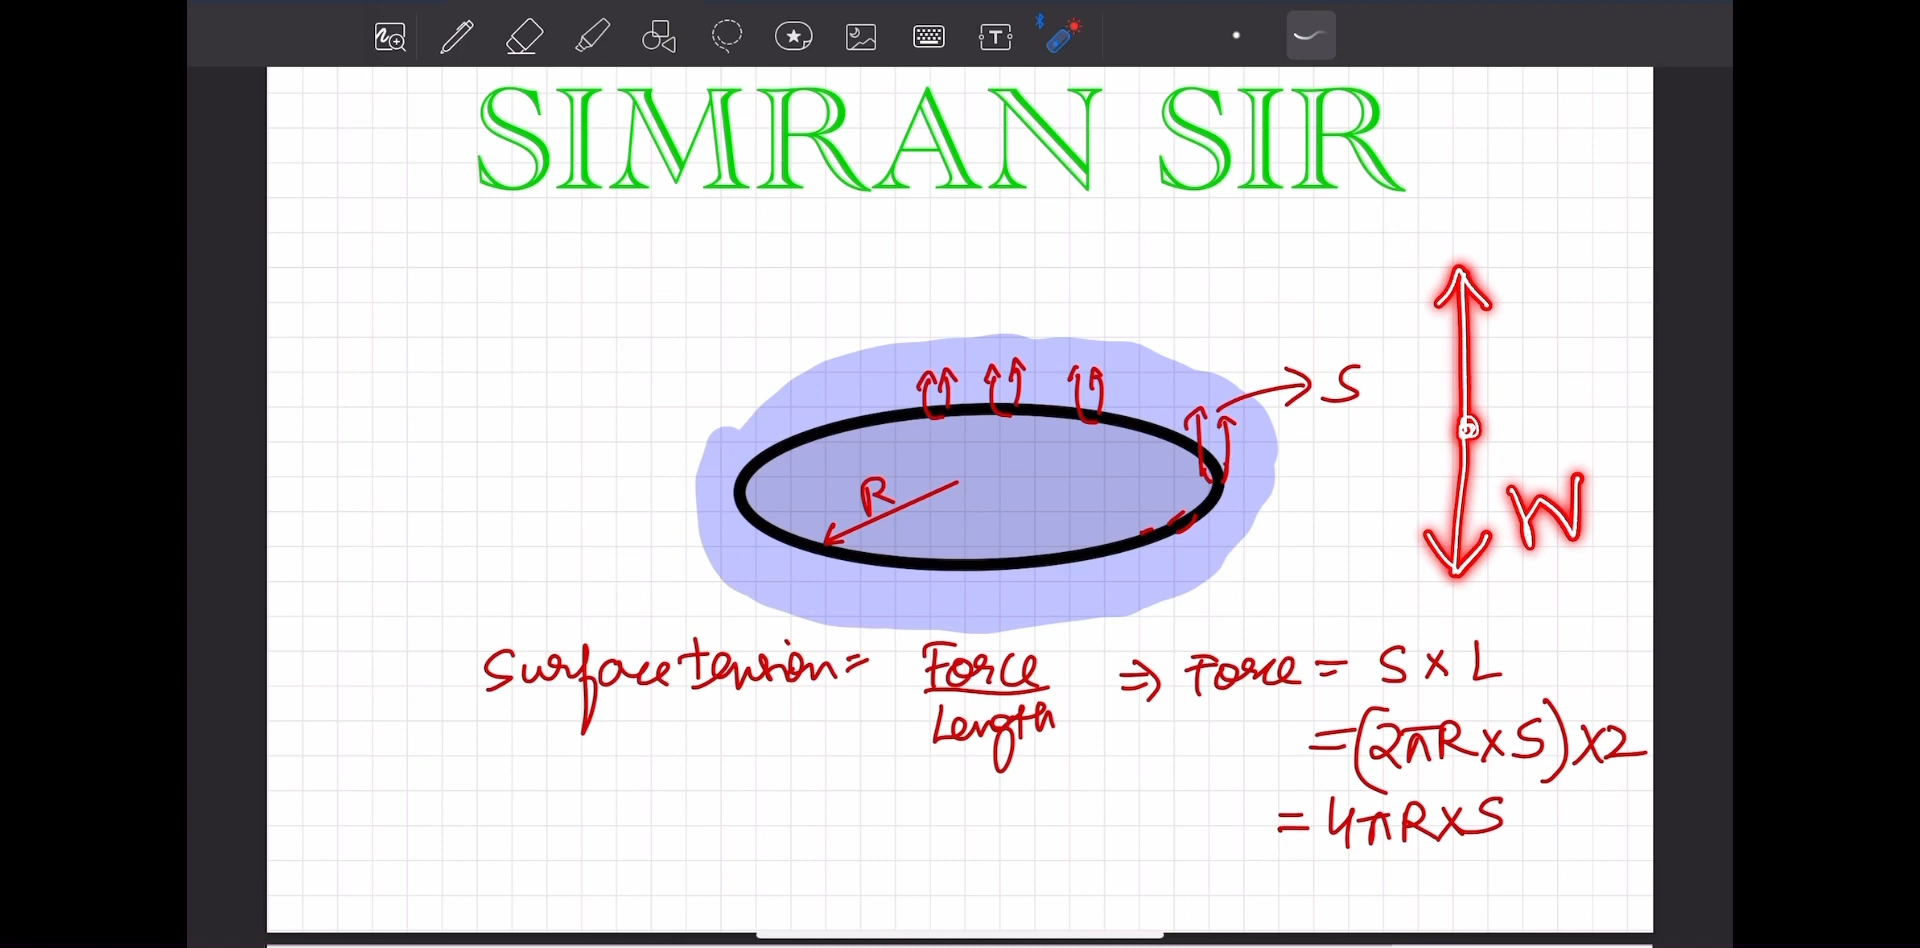 SIMRAN SIR
S
R
W
Surface tension = Force / Length ⇒ Force = S × L
= (2πR × S) × 2
= 4πR × S